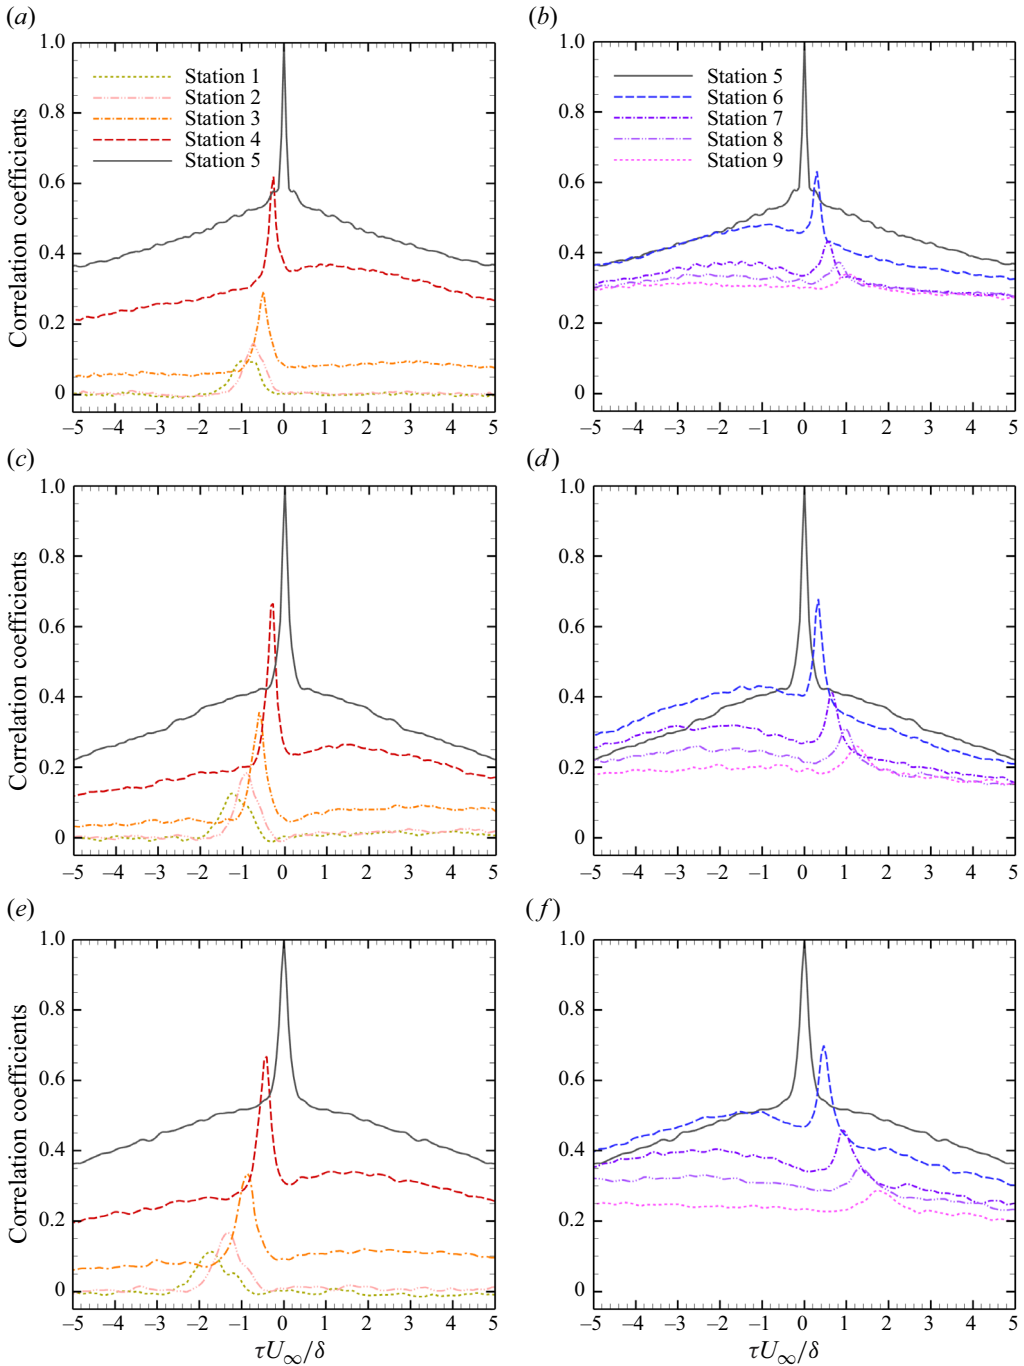 (a)
1.0
0.8
0.6
0.4
0.2
0
Correlation coefficients
Station 1
Station 2
Station 3
Station 4
Station 5
–5 –4 –3 –2 –1 0 1 2 3 4 5
(b)
1.0
0.8
0.6
0.4
0.2
0
Station 5
Station 6
Station 7
Station 8
Station 9
–5 –4 –3 –2 –1 0 1 2 3 4 5
(c)
1.0
0.8
0.6
0.4
0.2
0
Correlation coefficients
–5 –4 –3 –2 –1 0 1 2 3 4 5
(d)
1.0
0.8
0.6
0.4
0.2
0
–5 –4 –3 –2 –1 0 1 2 3 4 5
(e)
1.0
0.8
0.6
0.4
0.2
0
Correlation coefficients
–5 –4 –3 –2 –1 0 1 2 3 4 5
τU∞/δ
(f)
1.0
0.8
0.6
0.4
0.2
0
–5 –4 –3 –2 –1 0 1 2 3 4 5
τU∞/δ